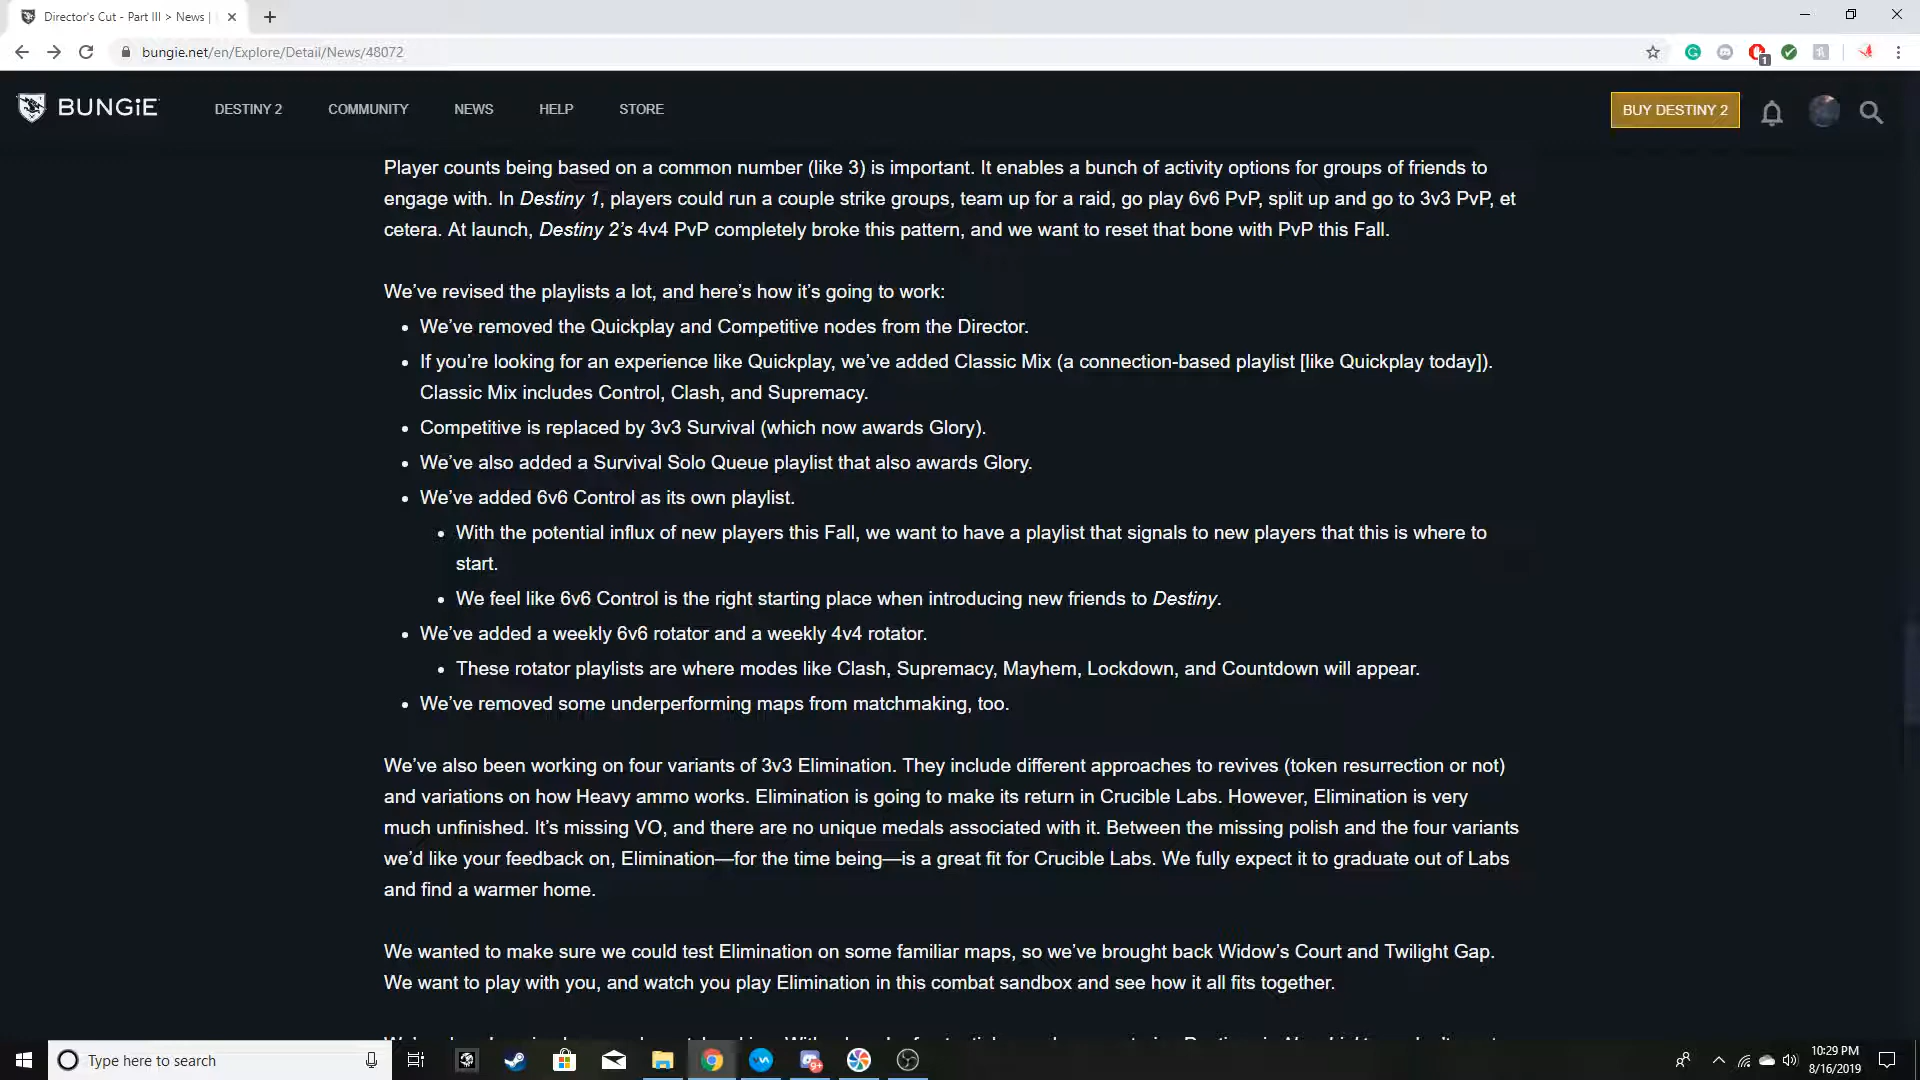 Director's Cut - Part III > News |
bungie.net/en/Explore/Detail/News/48072
1
BUNGiE
DESTINY 2
COMMUNITY
NEWS
HELP
STORE
BUY DESTINY 2
Player counts being based on a common number (like 3) is important. It enables a bunch of activity options for groups of friends to
engage with. In Destiny 1, players could run a couple strike groups, team up for a raid, go play 6v6 PvP, split up and go to 3v3 PvP, et
cetera. At launch, Destiny 2’s 4v4 PvP completely broke this pattern, and we want to reset that bone with PvP this Fall.
We’ve revised the playlists a lot, and here’s how it’s going to work:
• We’ve removed the Quickplay and Competitive nodes from the Director.
• If you’re looking for an experience like Quickplay, we’ve added Classic Mix (a connection-based playlist [like Quickplay today]).
Classic Mix includes Control, Clash, and Supremacy.
• Competitive is replaced by 3v3 Survival (which now awards Glory).
• We’ve also added a Survival Solo Queue playlist that also awards Glory.
• We’ve added 6v6 Control as its own playlist.
• With the potential influx of new players this Fall, we want to have a playlist that signals to new players that this is where to
start.
• We feel like 6v6 Control is the right starting place when introducing new friends to Destiny.
• We’ve added a weekly 6v6 rotator and a weekly 4v4 rotator.
• These rotator playlists are where modes like Clash, Supremacy, Mayhem, Lockdown, and Countdown will appear.
• We’ve removed some underperforming maps from matchmaking, too.
We’ve also been working on four variants of 3v3 Elimination. They include different approaches to revives (token resurrection or not)
and variations on how Heavy ammo works. Elimination is going to make its return in Crucible Labs. However, Elimination is very
much unfinished. It’s missing VO, and there are no unique medals associated with it. Between the missing polish and the four variants
we’d like your feedback on, Elimination—for the time being—is a great fit for Crucible Labs. We fully expect it to graduate out of Labs
and find a warmer home.
We wanted to make sure we could test Elimination on some familiar maps, so we’ve brought back Widow’s Court and Twilight Gap.
We want to play with you, and watch you play Elimination in this combat sandbox and see how it all fits together.
Type here to search
9+
10:29 PM
8/16/2019